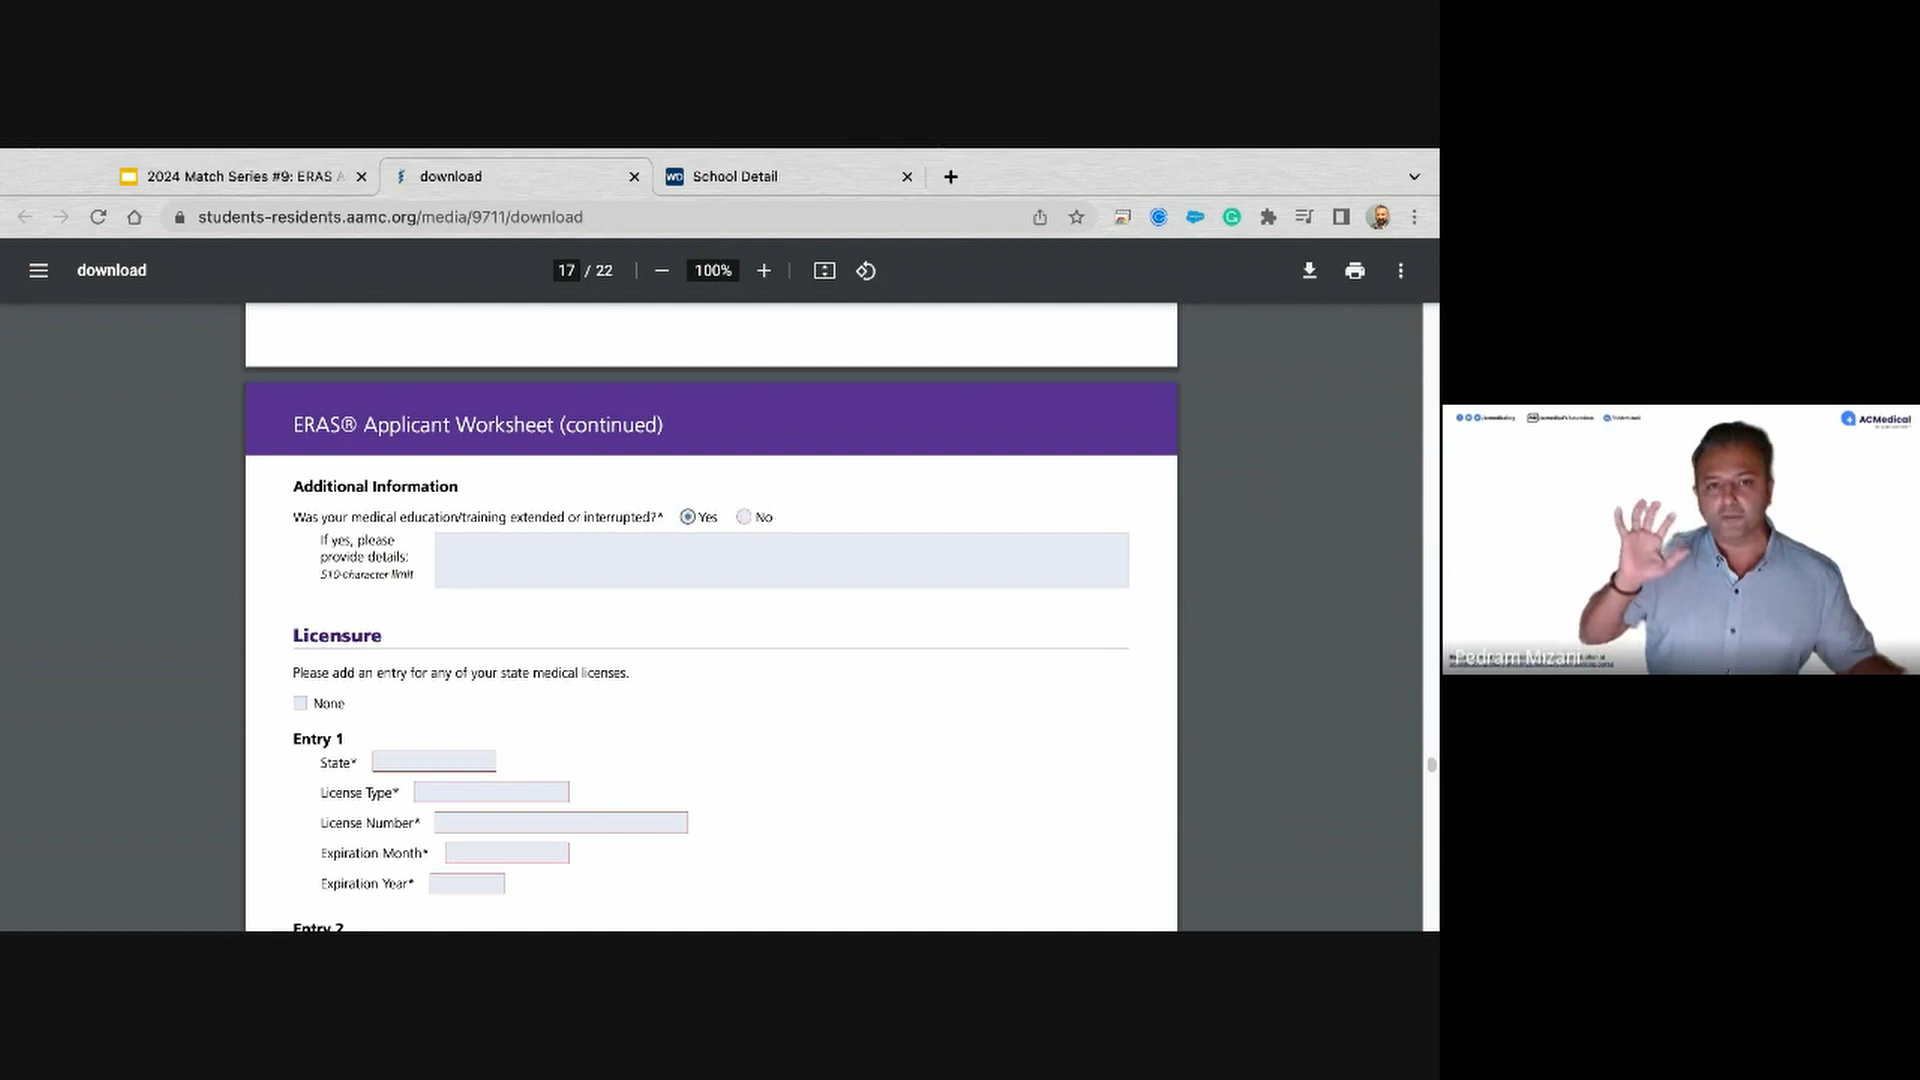 2024 Match Series #9: ERAS A
download
School Detail
students-residents.aamc.org/media/9711/download
download
17 / 22
100%
ERAS® Applicant Worksheet (continued)
Additional Information
Was your medical education/training extended or interrupted?* Yes No
If yes, please
provide details:
510-character limit
Licensure
Please add an entry for any of your state medical licenses.
None
Entry 1
State*
License Type*
License Number*
Expiration Month*
Expiration Year*
Entry 2
ACMedical
Pedram Mizani